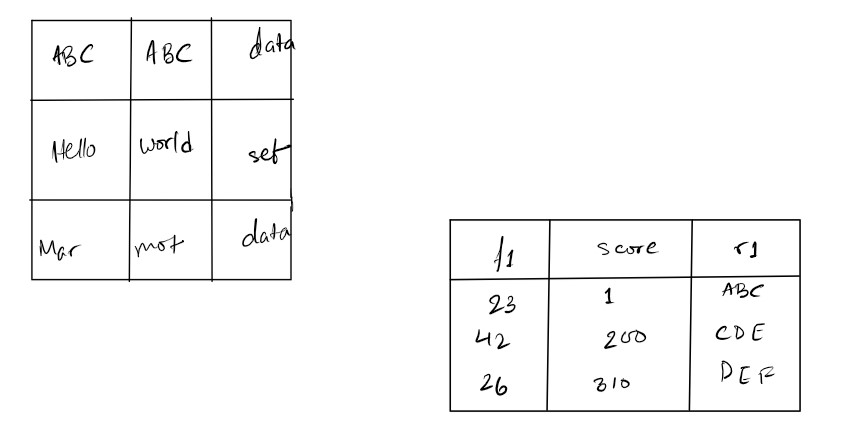 ABC ABC data
Hello world set
Mar mot data
f1 score r1
23 1 ABC
42 200 CDE
26 310 DEF